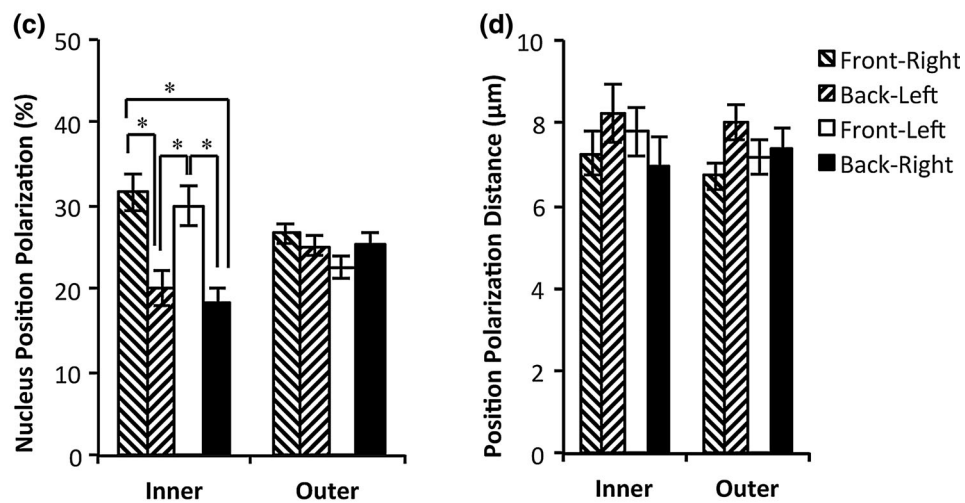 (c)
Nucleus Position Polarization (%)
50
40
30
20
10
0
*
*
*
*
Inner
Outer
(d)
Position Polarization Distance (μm)
10
8
6
4
2
0
Inner
Outer
Front-Right
Back-Left
Front-Left
Back-Right